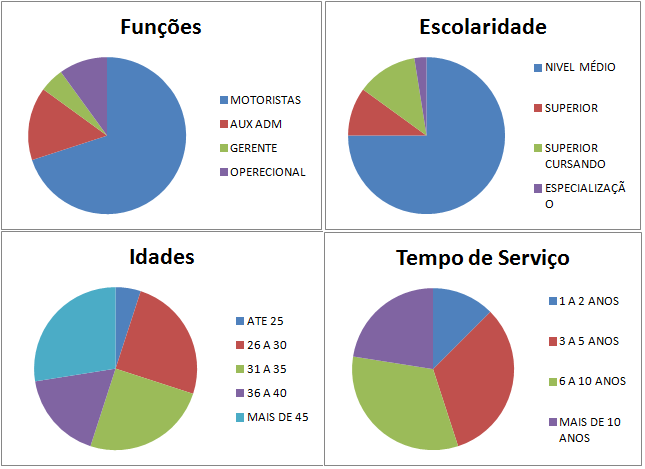 Funções
MOTORISTAS
AUX ADM
GERENTE
OPERECIONAL
Escolaridade
NIVEL MÉDIO
SUPERIOR
SUPERIOR
CURSANDO
ESPECIALIZAÇÃ
O
Idades
ATE 25
26 A 30
31 A 35
36 A 40
MAIS DE 45
Tempo de Serviço
1 A 2 ANOS
3 A 5 ANOS
6 A 10 ANOS
MAIS DE 10
ANOS